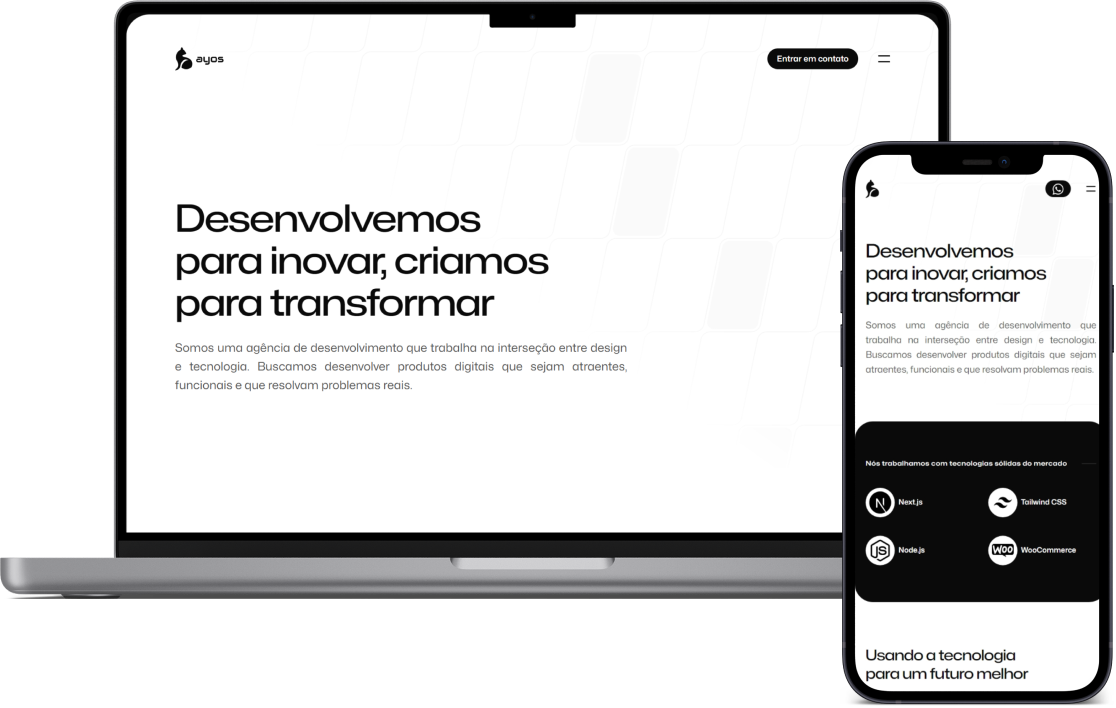 ayos
Entrar em contato
Desenvolvemos
para inovar, criamos
para transformar
Somos uma agência de desenvolvimento que trabalha na interseção entre design
e tecnologia. Buscamos desenvolver produtos digitais que sejam atraentes,
funcionais e que resolvam problemas reais.
Desenvolvemos
para inovar, criamos
para transformar
Somos uma agência de desenvolvimento que
trabalha na interseção entre design e tecnologia.
Buscamos desenvolver produtos digitais que sejam
atraentes, funcionais e que resolvam problemas reais.
Nós trabalhamos com tecnologias sólidas do mercado
N Next.js
Tailwind CSS
JS Node.js
WOO WooCommerce
Usando a tecnologia
para um futuro melhor